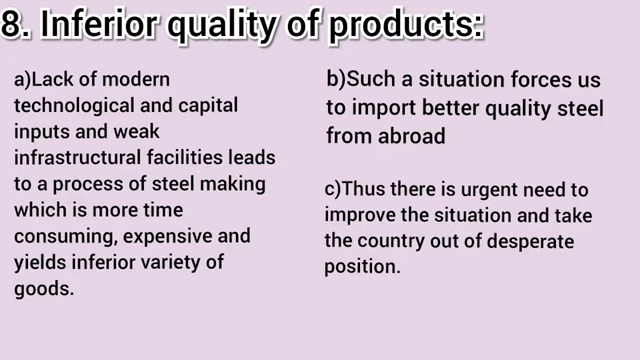 8. Inferior quality of products:
a)Lack of modern
technological and capital
inputs and weak
infrastructural facilities leads
to a process of steel making
which is more time
consuming, expensive and
yields inferior variety of
goods.
b)Such a situation forces us
to import better quality steel
from abroad
c)Thus there is urgent need to
improve the situation and take
the country out of desperate
position.